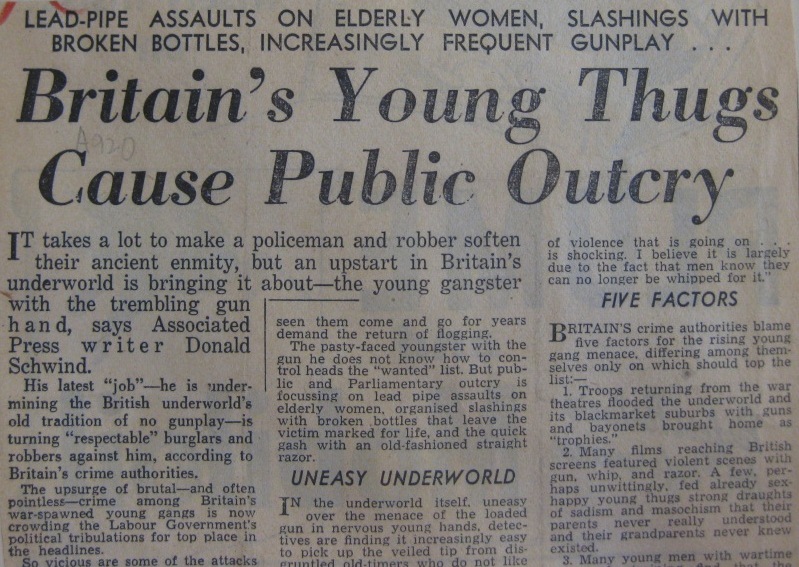 LEAD-PIPE ASSAULTS ON ELDERLY WOMEN, SLASHINGS WITH
BROKEN BOTTLES, INCREASINGLY FREQUENT GUNPLAY . . .
Britain's Young Thugs
Cause Public Outcry
A920
IT takes a lot to make a policeman and robber soften
their ancient enmity, but an upstart in Britain's
underworld is bringing it about—the young gangster
with the trembling gun
hand, says Associated
Press writer Donald
Schwind.
His latest "job"—he is under-
mining the British underworld's
old tradition of no gunplay—is
turning "respectable" burglars and
robbers against him, according to
Britain's crime authorities.
The upsurge of brutal—and often
pointless—crime among Britain's
war-spawned young gangs is now
crowding the Labour Government's
political tribulations for top place in
the headlines.
So vicious are some of the attacks
seen them come and go for years
demand the return of flogging.
The pasty-faced youngster with the
gun he does not know how to con-
trol heads the "wanted" list. But pub-
lic and Parliamentary outcry is
focussing on lead pipe assaults on
elderly women, organised slashings
with broken bottles that leave the
victim marked for life, and the quick
gash with an old-fashioned straight
razor.
UNEASY UNDERWORLD
IN the underworld itself, uneasy
over the menace of the loaded
gun in nervous young hands, detec-
tives are finding it increasingly easy
to pick up the veiled tip from dis-
gruntled old-timers who do not like
of violence that is going on . . .
is shocking. I believe it is largely
due to the fact that men know they
can no longer be whipped for it."
FIVE FACTORS
BRITAIN'S crime authorities blame
five factors for the rising young
gang menace, differing among them-
selves only on which should top the
list:—
1. Troops returning from the war
theatres flooded the underworld and
its blackmarket suburbs with guns
and bayonets brought home as
"trophies."
2. Many films reaching British
screens featured violent scenes with
gun, whip, and razor. A few, per-
hap unwittingly, fed already sex-
happy young thugs strong draughts
of sadism and masochism that their
parents never really understood
and their grandparents never knew
existed.
3. Many young men with wartime